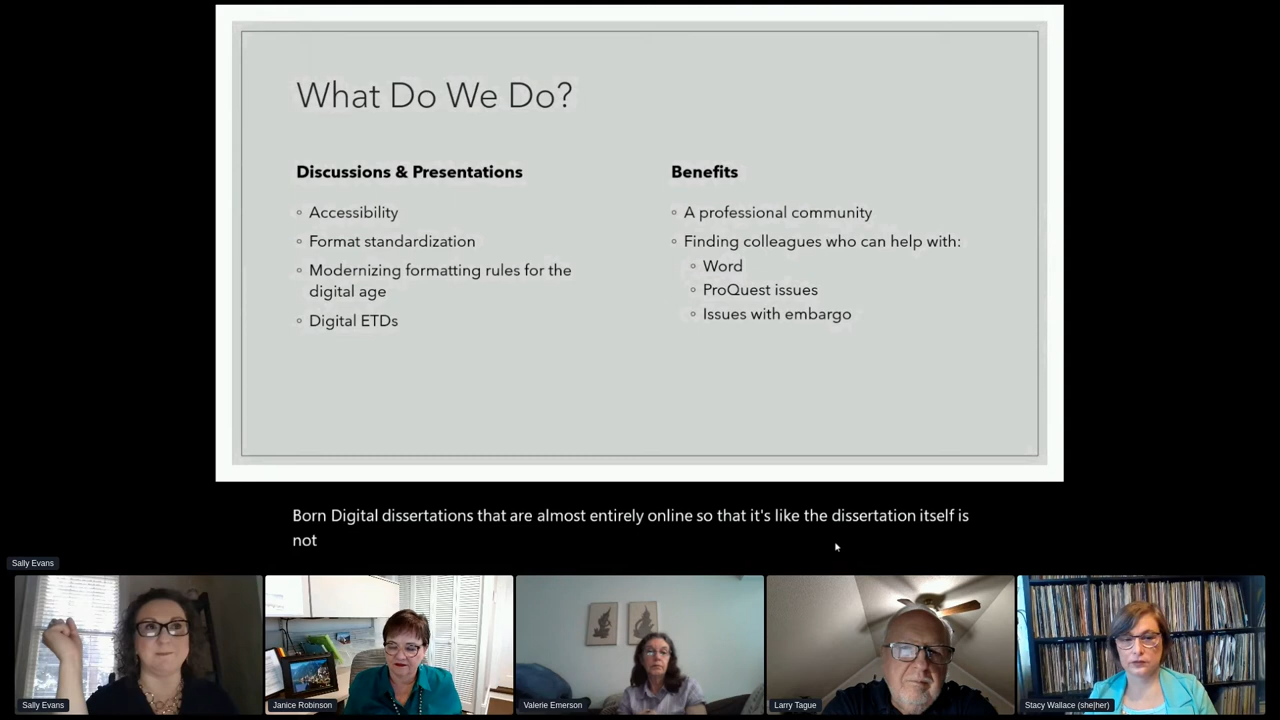 What Do We Do?
Discussions & Presentations
Accessibility
Format standardization
Modernizing formatting rules for the
digital age
Digital ETDs
Benefits
A professional community
Finding colleagues who can help with:
Word
ProQuest issues
Issues with embargo
Born Digital dissertations that are almost entirely online so that it's like the dissertation itself is
not
Sally Evans
Sally Evans
Janice Robinson
Valerie Emerson
Larry Tague
Stacy Wallace (she|her)